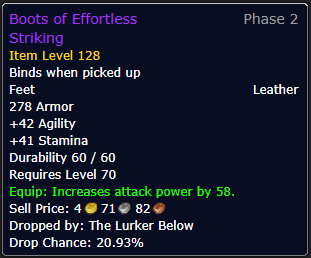 Boots of Effortless Striking Phase 2
Item Level 128
Binds when picked up
Feet Leather
278 Armor
+42 Agility
+41 Stamina
Durability 60 / 60
Requires Level 70
Equip: Increases attack power by 58.
Sell Price: 4 71 82
Dropped by: The Lurker Below
Drop Chance: 20.93%